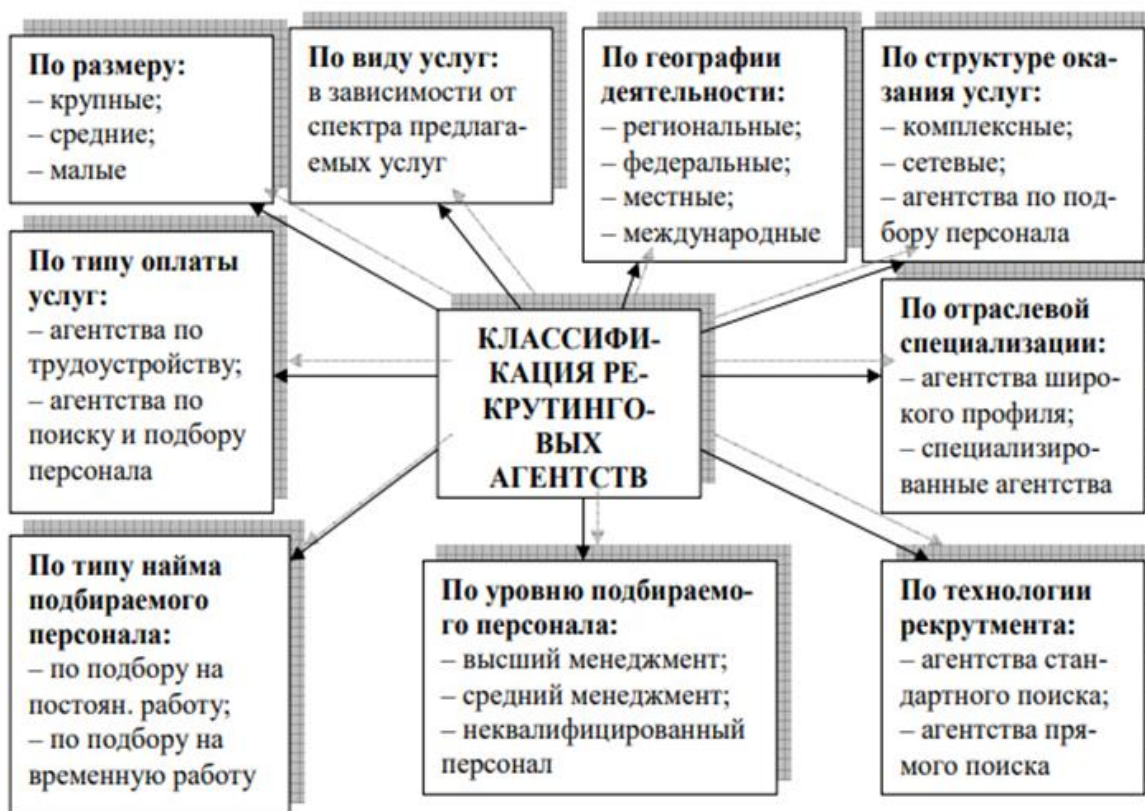 По размеру:
– крупные;
– средние;
– малые
По виду услуг:
в зависимости от
спектра предлага-
емых услуг
По географии
деятельности:
– региональные;
– федеральные;
– местные;
– международные
По структуре ока-
зания услуг:
– комплексные;
– сетевые;
– агентства по под-
бору персонала
По типу оплаты
услуг:
– агентства по
трудоустройству;
– агентства по
поиску и подбору
персонала
КЛАССИФИ-
КАЦИЯ РЕ-
КРУТИНГО-
ВЫХ
АГЕНТСТВ
По отраслевой
специализации:
– агентства широ-
кого профиля;
– специализиро-
ванные агентства
По типу найма
подбираемого
персонала:
– по подбору на
постоян. работу;
– по подбору на
временную работу
По уровню подбираемо-
го персонала:
– высший менеджмент;
– средний менеджмент;
– неквалифицированный
персонал
По технологии
рекрутмента:
– агентства стан-
дартного поиска;
– агентства пря-
мого поиска